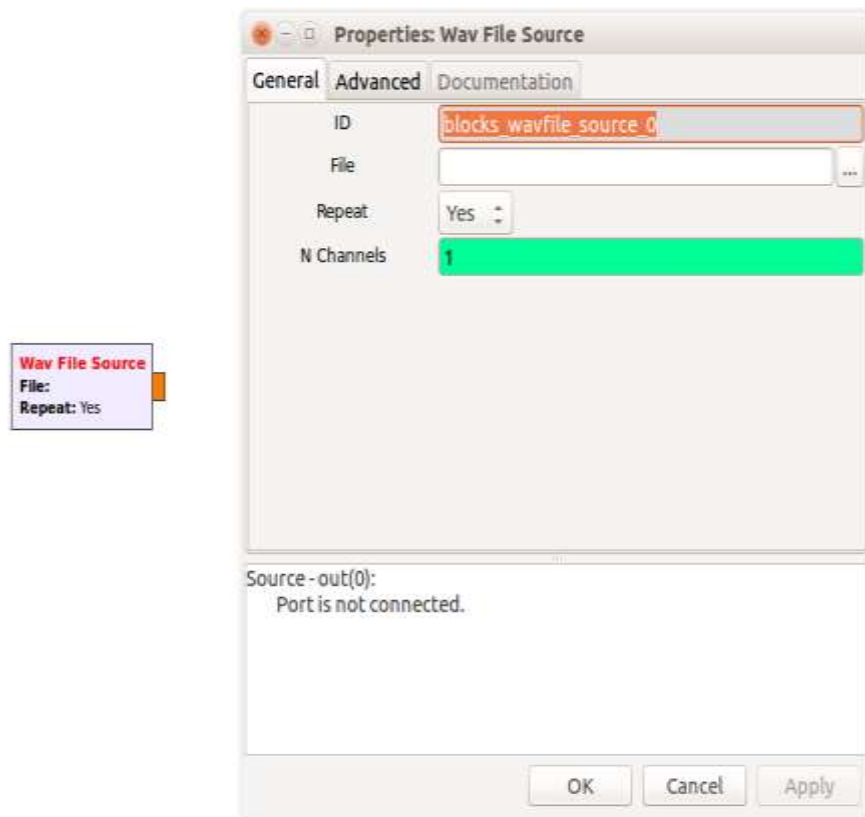 Properties: Wav File Source
General Advanced Documentation
ID blocks_wavfile_source_0
File ...
Repeat Yes
N Channels 1
Wav File Source
File:
Repeat: Yes
Source - out(0):
Port is not connected.
OK Cancel Apply